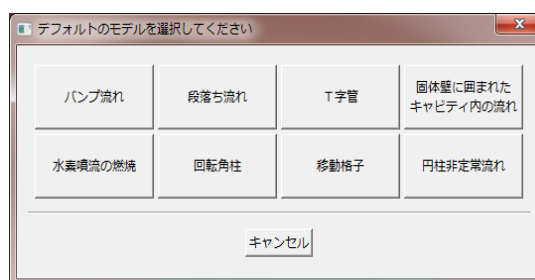 デフォルトのモデルを選択してください
バンプ流れ
段落ち流れ
T字管
固体壁に囲まれた
キャビティ内の流れ
水素噴流の燃焼
回転角柱
移動格子
円柱非定常流れ
キャンセル